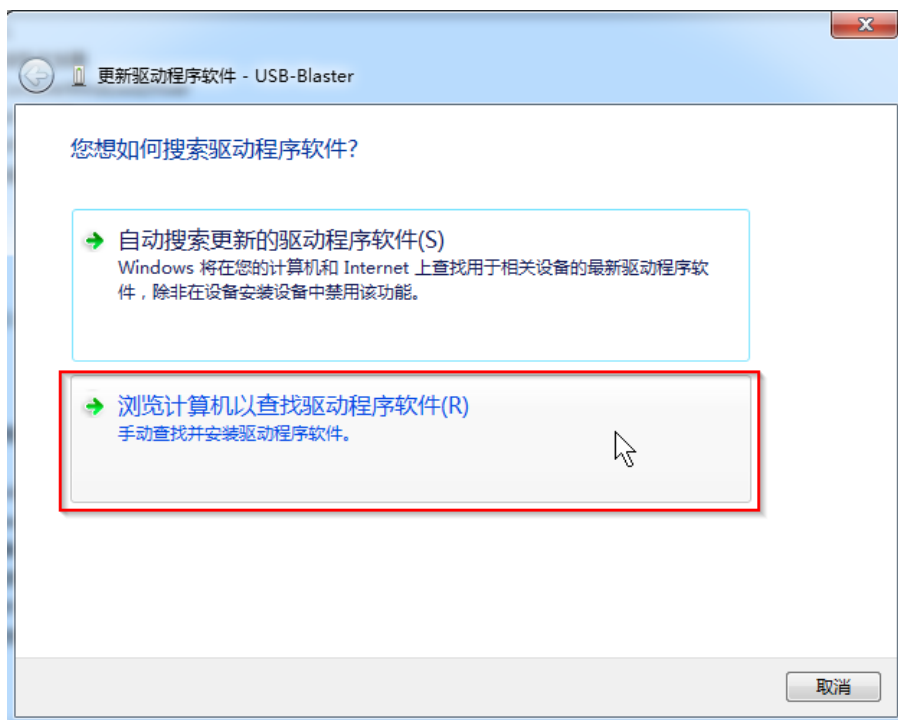 更新驱动程序软件 - USB-Blaster
您想如何搜索驱动程序软件?
自动搜索更新的驱动程序软件(S)
Windows 将在您的计算机和 Internet 上查找用于相关设备的最新驱动程序软
件，除非在设备安装设备中禁用该功能。
浏览计算机以查找驱动程序软件(R)
手动查找并安装驱动程序软件。
取消